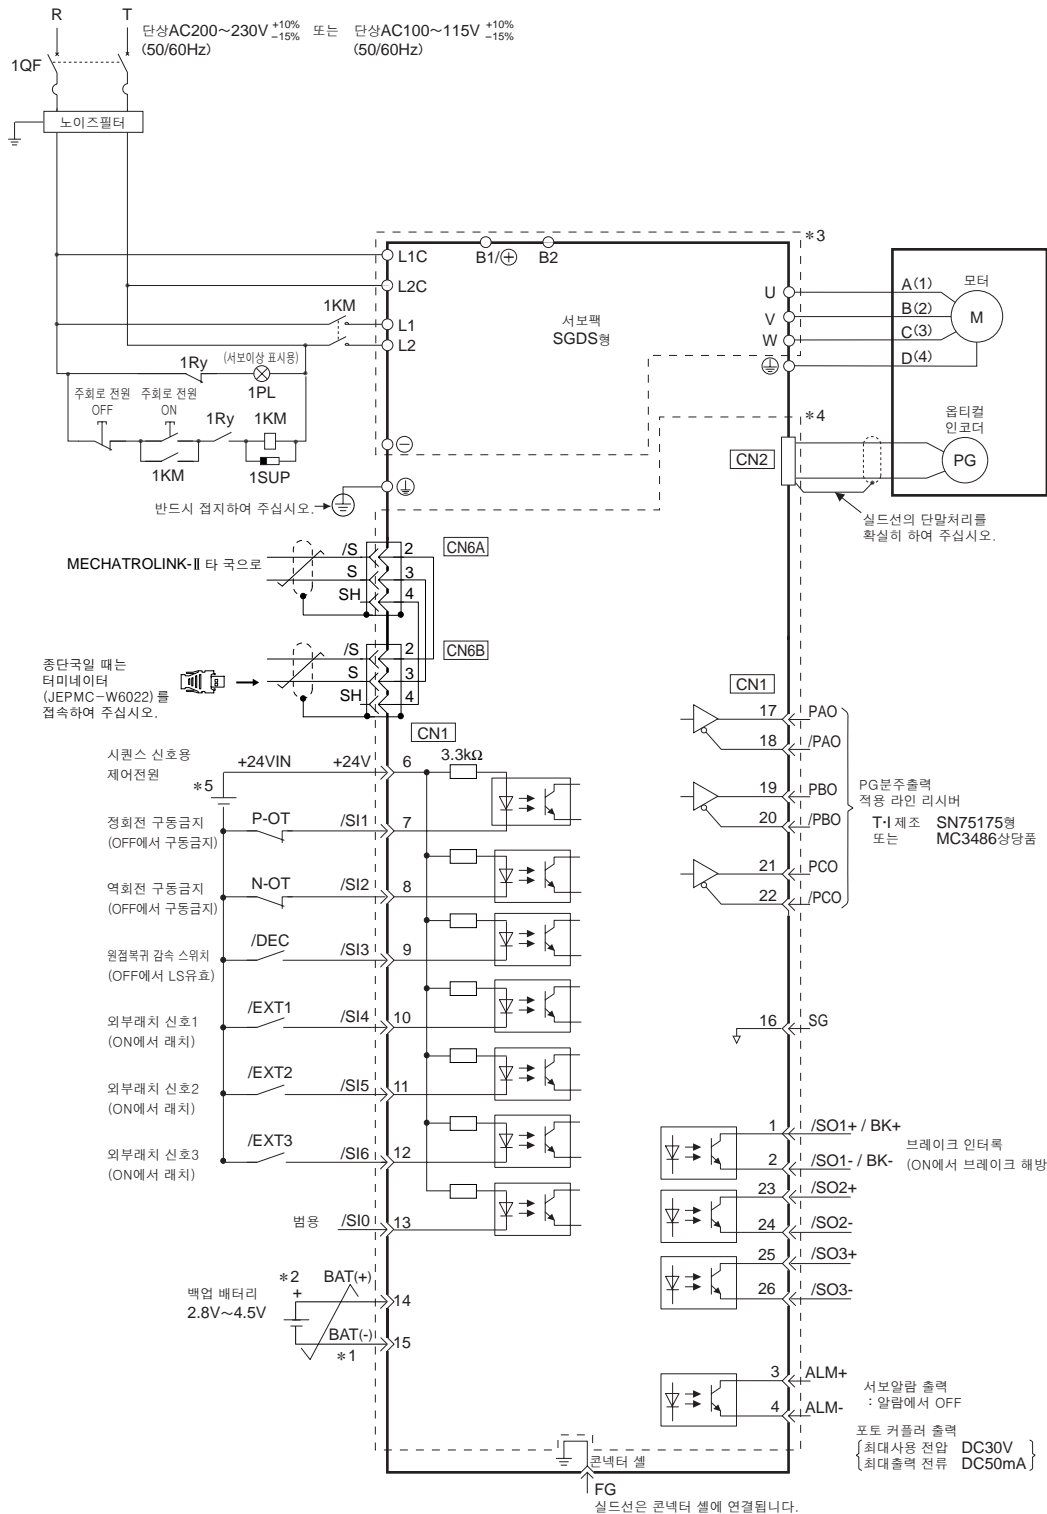 R
T
단상AC200~230V +10% -15% 또는 단상AC100~115V +10% -15%
(50/60Hz)
(50/60Hz)
1QF
노이즈필터
*3
L1C
B1/⊕
B2
L2C
1KM
L1
L2
서보팩
SGDS형
U
V
W
A(1)
B(2)
C(3)
D(4)
모터
M
1Ry
(서보이상 표시용)
1PL
주회로 전원
OFF
주회로 전원
ON
1Ry
1KM
1KM
1SUP
*4
옵티컬
인코더
CN2
PG
반드시 접지하여 주십시오.
실드선의 단말처리를
확실히 하여 주십시오.
MECHATROLINK-Ⅱ 타 국으로
/S
2
CN6A
S
3
SH
4
종단국일 때는
터미네이터
(JEPMC-W6022)를
접속하여 주십시오.
/S
2
CN6B
S
3
SH
4
CN1
CN1
17
PAO
18
/PAO
19
PBO
20
/PBO
21
PCO
22
/PCO
PG분주출력
적용 라인 리시버
T·I 제조 SN75175형
또는 MC3486상당품
시퀀스 신호용
제어전원
+24VIN
+24V
6
3.3kΩ
*5
정회전 구동금지
(OFF에서 구동금지)
P-OT
/SI1
7
역회전 구동금지
(OFF에서 구동금지)
N-OT
/SI2
8
원점복귀 감속 스위치
(OFF에서 LS유효)
/DEC
/SI3
9
외부래치 신호1
(ON에서 래치)
/EXT1
/SI4
10
16
SG
외부래치 신호2
(ON에서 래치)
/EXT2
/SI5
11
외부래치 신호3
(ON에서 래치)
/EXT3
/SI6
12
범용
/SI0
13
1
/SO1+ / BK+
2
/SO1- / BK-
브레이크 인터록
(ON에서 브레이크 해방
23
/SO2+
24
/SO2-
25
/SO3+
26
/SO3-
백업 배터리
2.8V~4.5V
*2
+
BAT(+)
14
BAT(-)
15
*1
3
ALM+
4
ALM-
서보알람 출력
: 알람에서 OFF
포토 커플러 출력
최대사용 전압 DC30V
최대출력 전류 DC50mA
콘넥터 셸
FG
실드선은 콘넥터 셸에 연결됩니다.